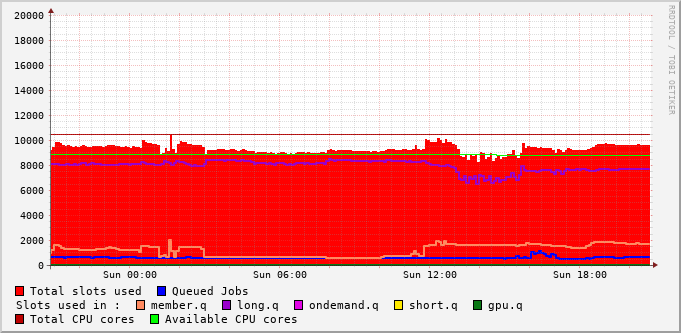 RRDTOOL / TOBI OETIKER
20000
18000
16000
14000
12000
10000
8000
6000
4000
2000
0
Sun 00:00 Sun 06:00 Sun 12:00 Sun 18:00
Total slots used Queued Jobs
Slots used in : member.q long.q ondemand.q short.q gpu.q
Total CPU cores Available CPU cores